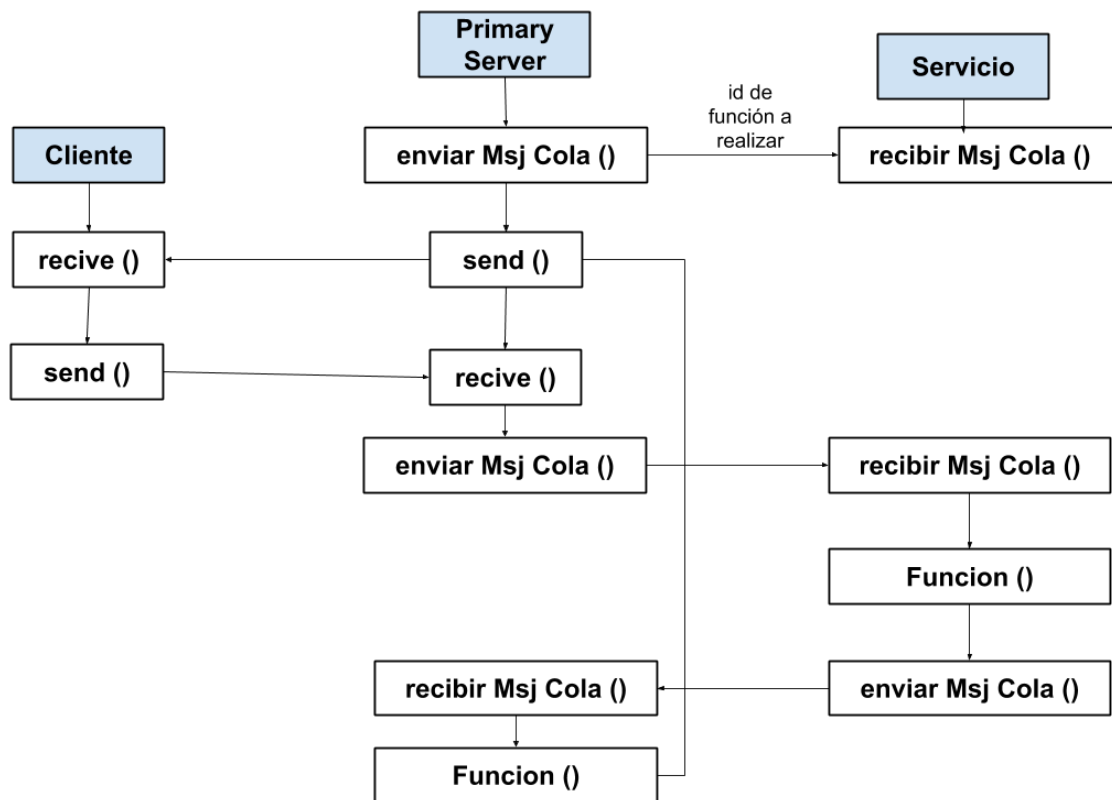 Primary
Server
Servicio
id de
función a
realizar
Cliente
enviar Msj Cola ()
recibir Msj Cola ()
recive ()
send ()
send ()
recive ()
enviar Msj Cola ()
recibir Msj Cola ()
Funcion ()
recibir Msj Cola ()
enviar Msj Cola ()
Funcion ()